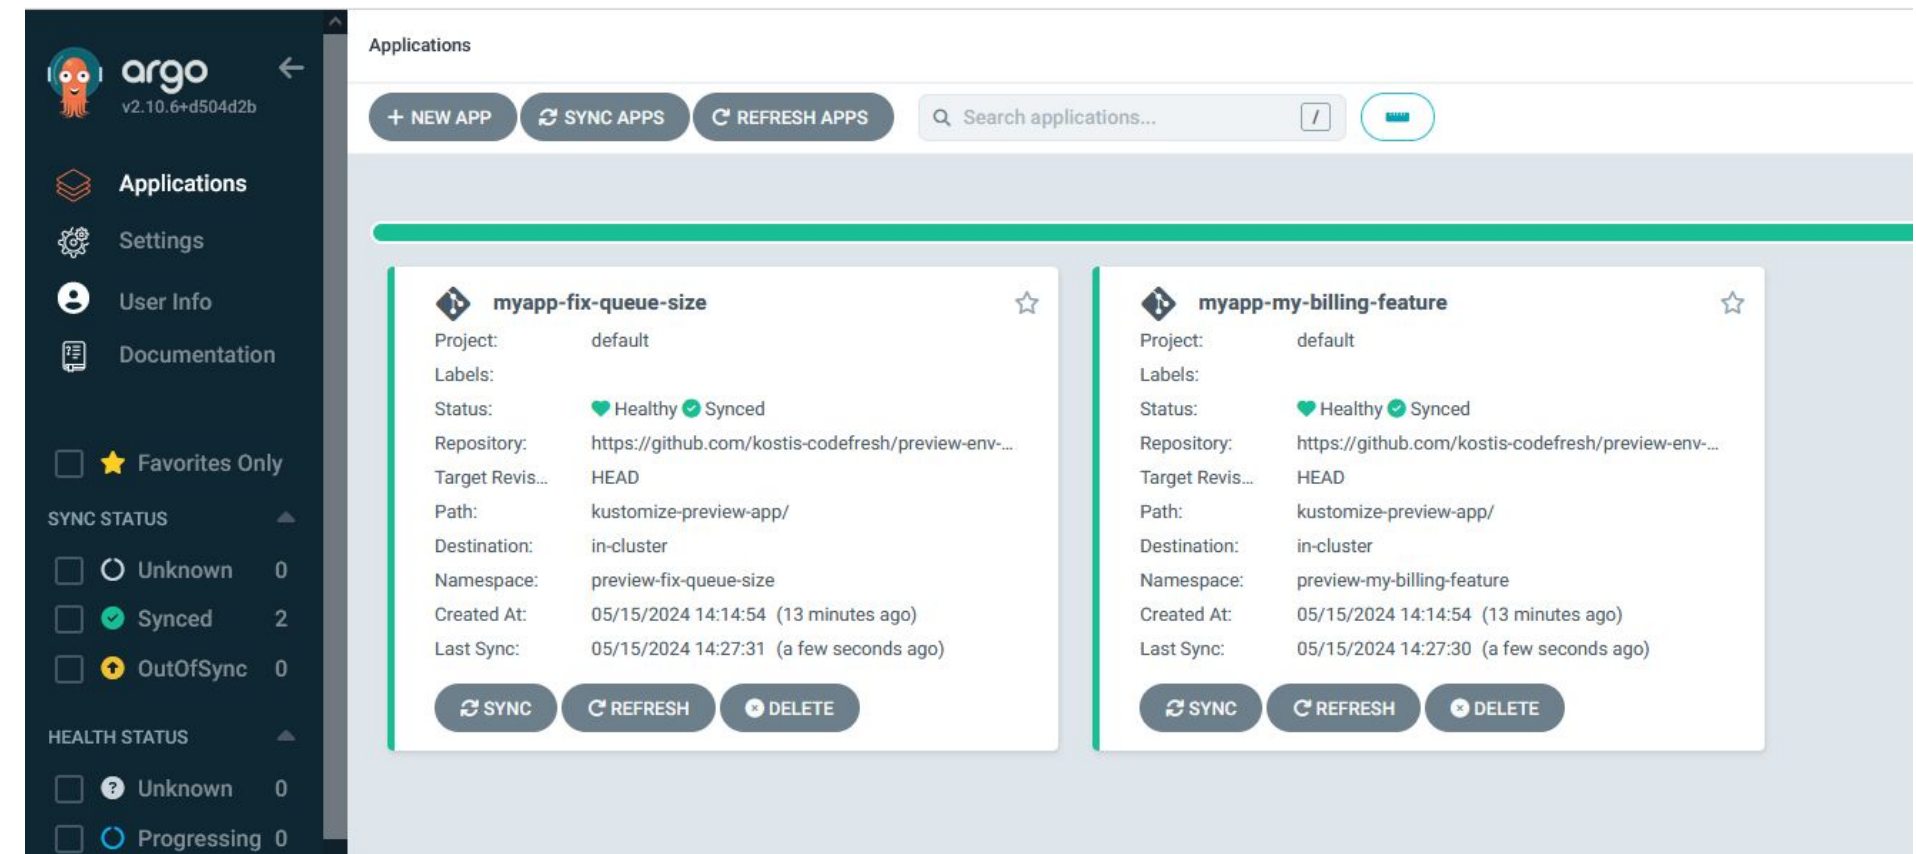 argo
v2.10.6+d504d2b
Applications
Settings
User Info
Documentation
Favorites Only
SYNC STATUS
Unknown 0
Synced 2
OutOfSync 0
HEALTH STATUS
Unknown 0
Progressing 0
Applications
+ NEW APP SYNC APPS REFRESH APPS Search applications... /
myapp-fix-queue-size
Project: default
Labels:
Status: Healthy Synced
Repository: https://github.com/kostis-codefresh/preview-env-...
Target Revis... HEAD
Path: kustomize-preview-app/
Destination: in-cluster
Namespace: preview-fix-queue-size
Created At: 05/15/2024 14:14:54 (13 minutes ago)
Last Sync: 05/15/2024 14:27:31 (a few seconds ago)
SYNC REFRESH DELETE
myapp-my-billing-feature
Project: default
Labels:
Status: Healthy Synced
Repository: https://github.com/kostis-codefresh/preview-env-...
Target Revis... HEAD
Path: kustomize-preview-app/
Destination: in-cluster
Namespace: preview-my-billing-feature
Created At: 05/15/2024 14:14:54 (13 minutes ago)
Last Sync: 05/15/2024 14:27:30 (a few seconds ago)
SYNC REFRESH DELETE